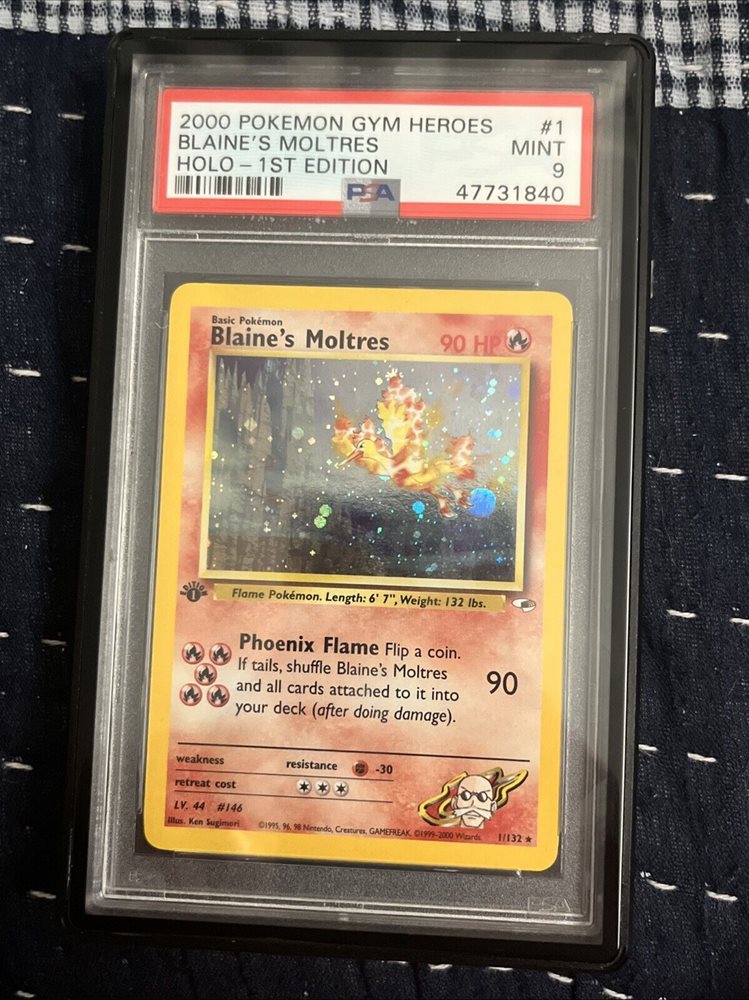 2000 POKEMON GYM HEROES #1
BLAINE'S MOLTRES MINT
HOLO – 1ST EDITION 9
PSA 47731840
Basic Pokémon
Blaine's Moltres 90 HP
EDITION 1
Flame Pokémon. Length: 6' 7", Weight: 132 lbs.
Phoenix Flame Flip a coin.
If tails, shuffle Blaine's Moltres
and all cards attached to it into
your deck (after doing damage).
90
weakness resistance -30
retreat cost
LV. 44 #146
Illus. Ken Sugimori ©1995, 96, 98 Nintendo, Creatures, GAMEFREAK. ©1999-2000 Wizards. 1/132 ★
PSA